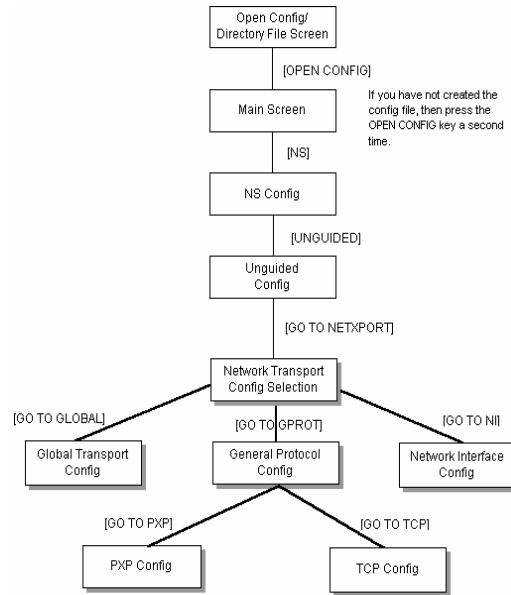 Open Config/
Directory File Screen
[OPEN CONFIG]
If you have not created the
config file, then press the
OPEN CONFIG key a second
time.
Main Screen
[NS]
NS Config
[UNGUIDED]
Unguided
Config
[GO TO NETXPORT]
Network Transport
Config Selection
[GO TO GLOBAL]
[GO TO GPROT]
[GO TO NI]
Global Transport
Config
General Protocol
Config
Network Interface
Config
[GO TO PXP]
[GO TO TCP]
PXP Config
TCP Config